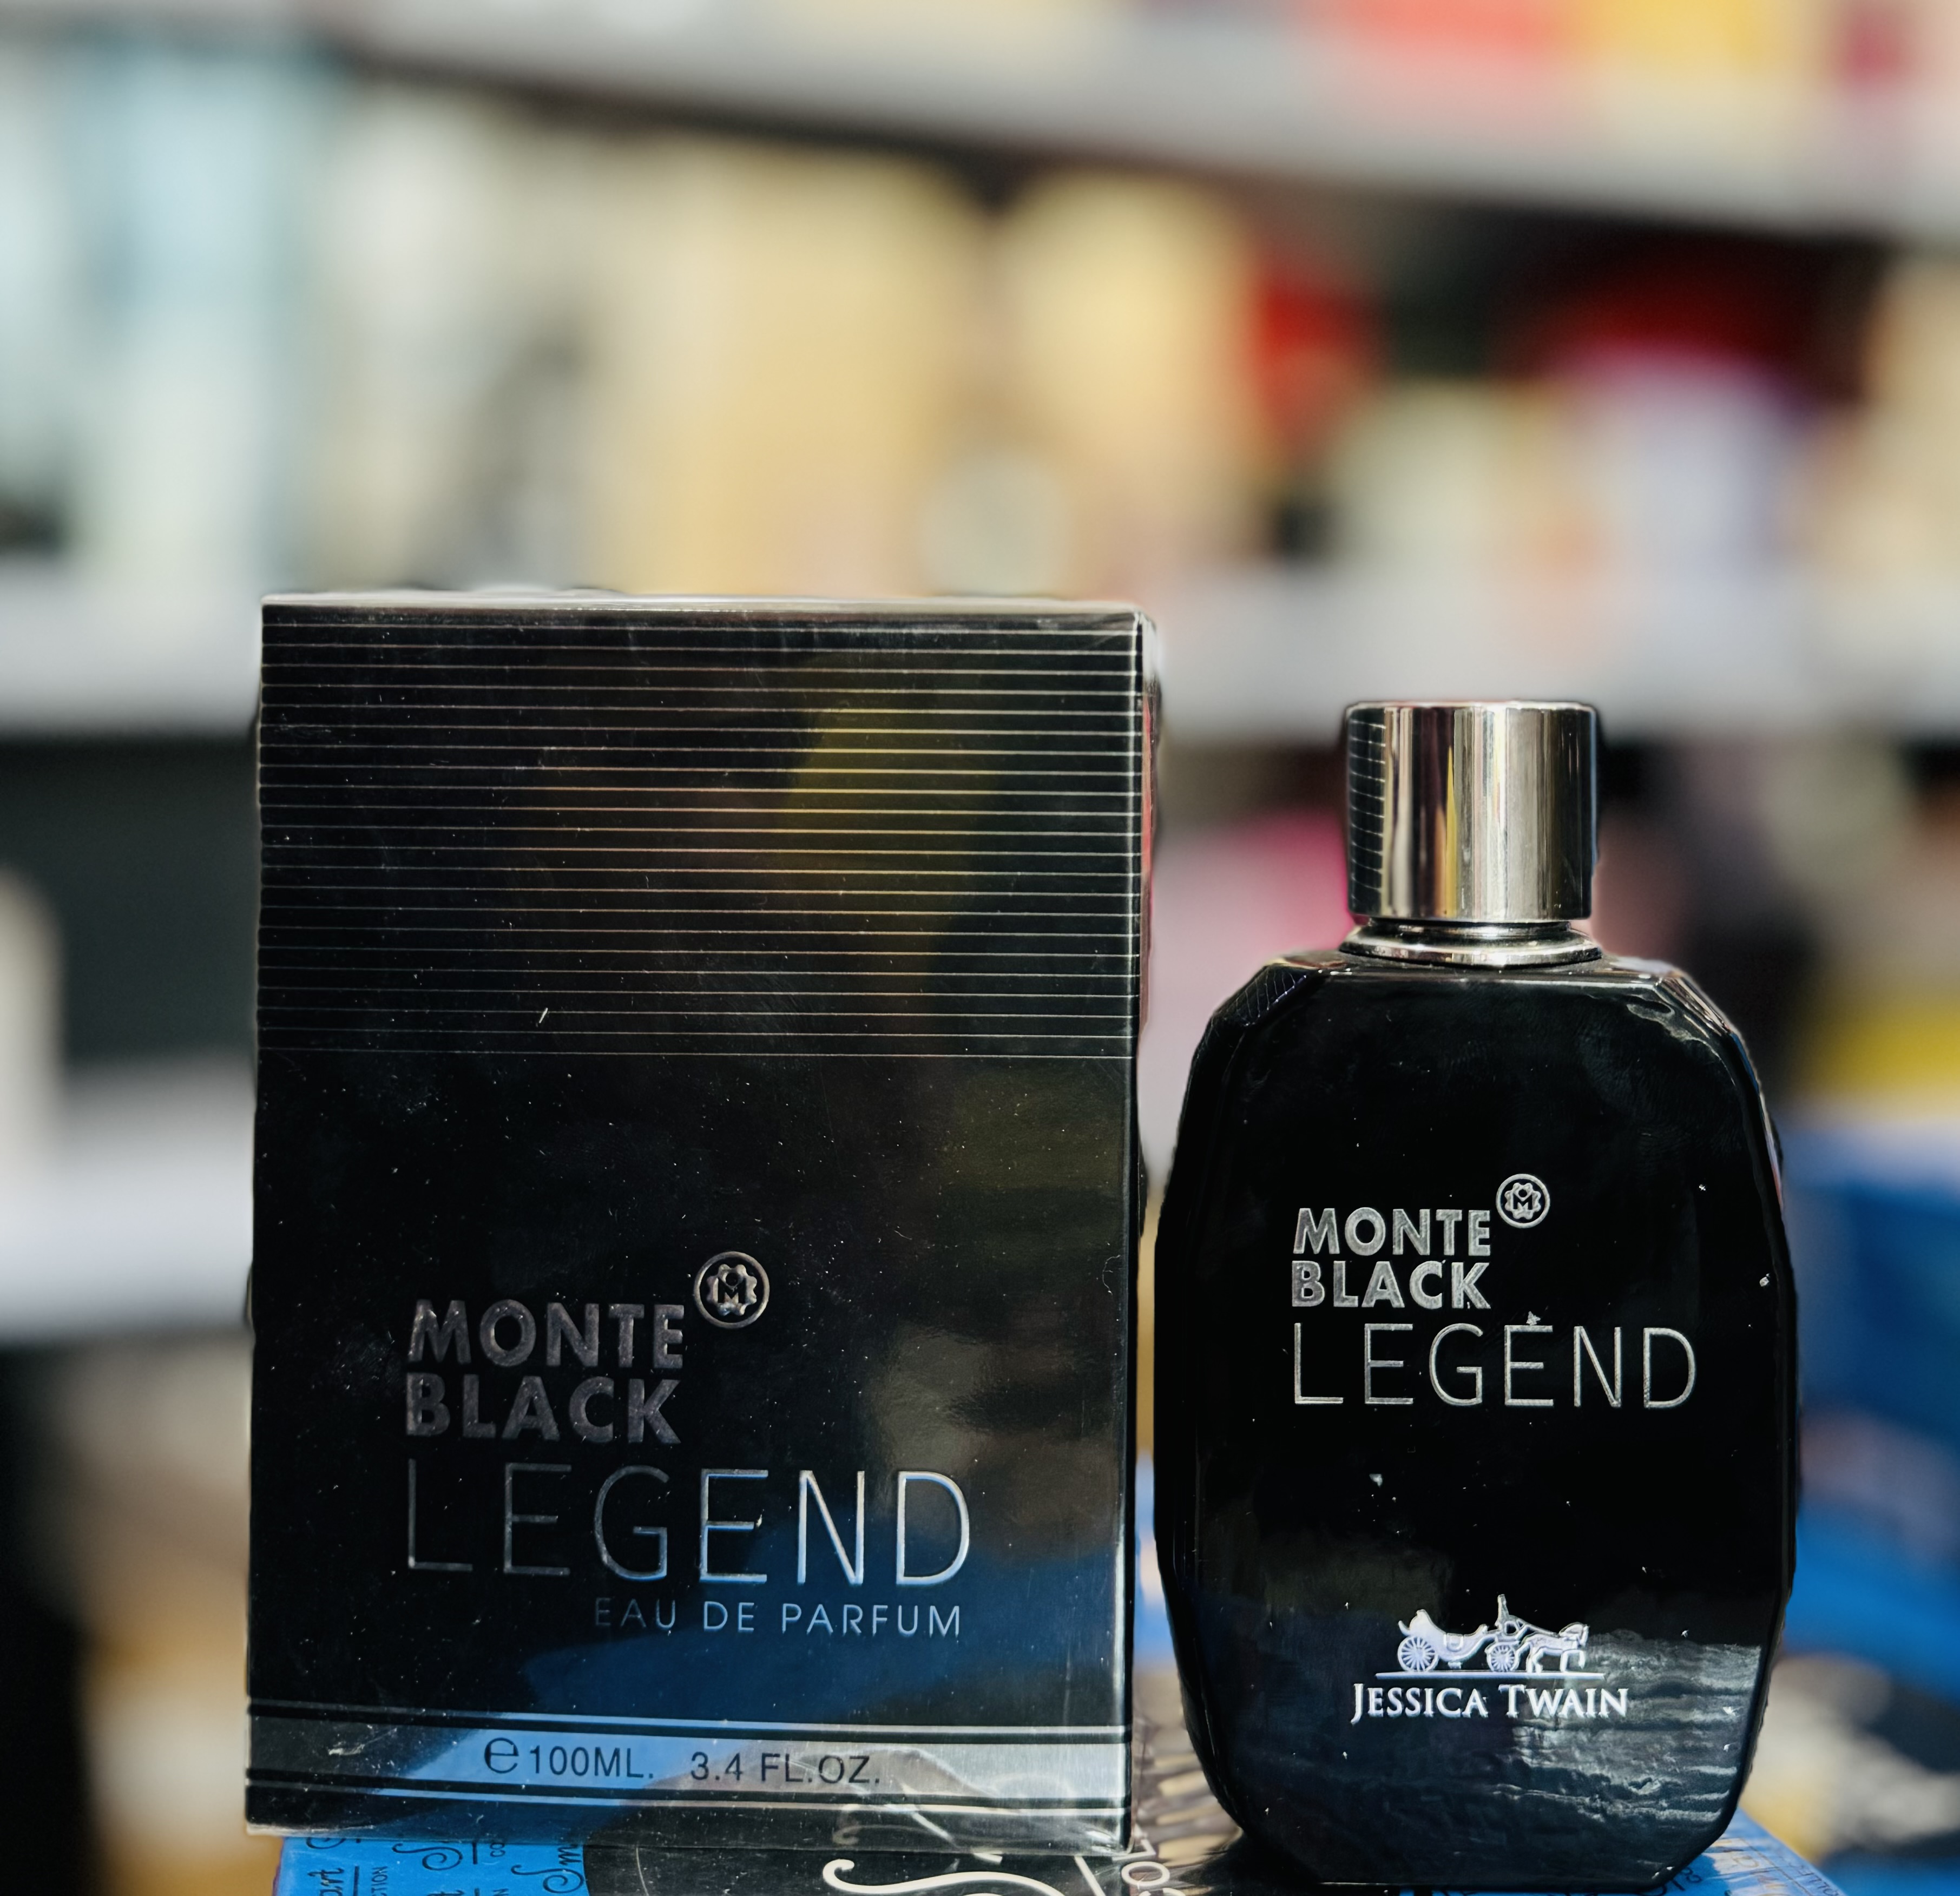 MONTE
BLACK
LEGEND
EAU DE PARFUM
℮100ML. 3.4 FL.OZ.
MONTE
BLACK
LEGEND
JESSICA TWAIN